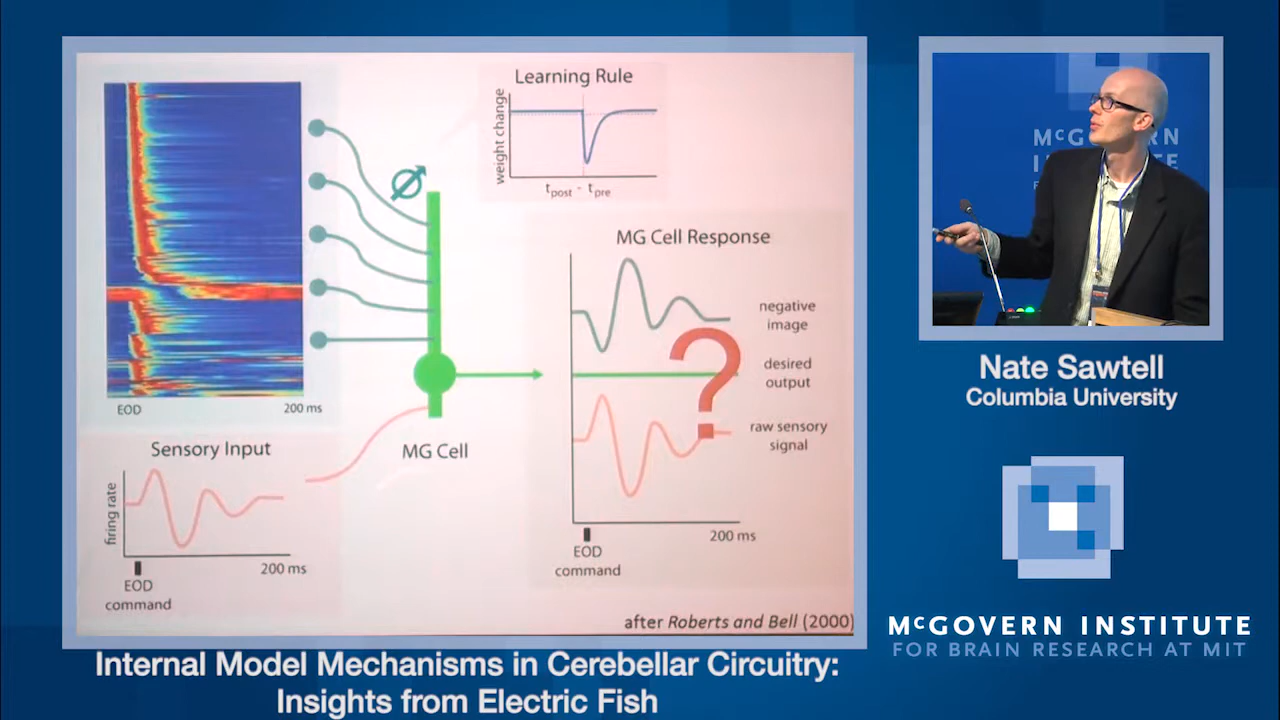 Learning Rule
weight change
tpost - tpre
EOD
200 ms
Sensory Input
firing rate
EOD
command
200 ms
MG Cell
MG Cell Response
negative
image
desired
output
?
raw sensory
signal
EOD
command
200 ms
after Roberts and Bell (2000)
McGOVERN
Nate Sawtell
Columbia University
McGOVERN INSTITUTE
FOR BRAIN RESEARCH AT MIT
Internal Model Mechanisms in Cerebellar Circuitry:
Insights from Electric Fish